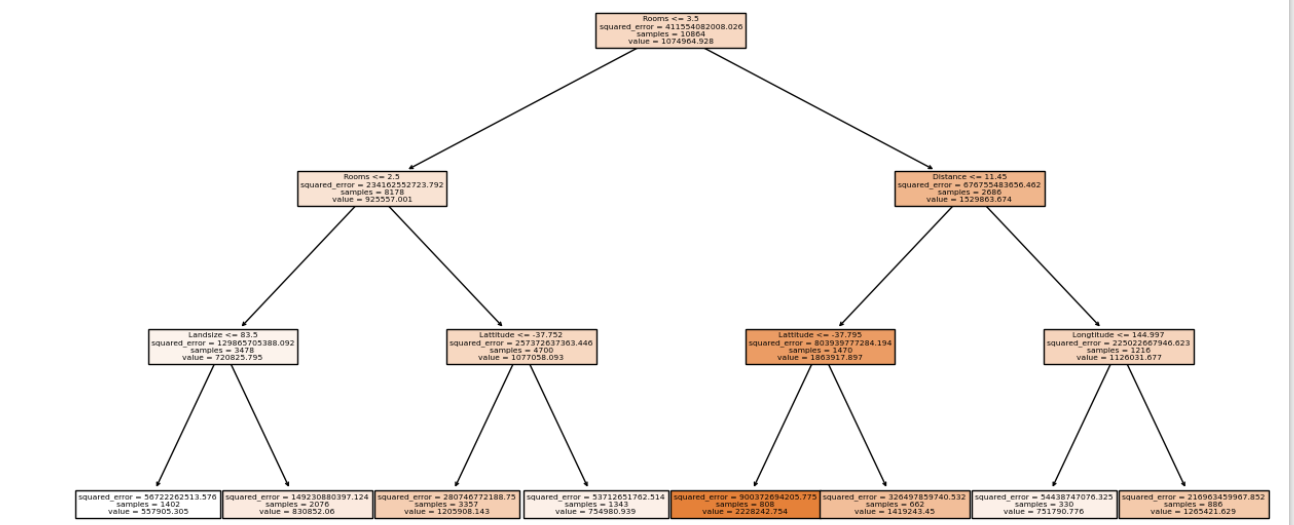 Rooms <= 3.5
squared_error = 411554082008.026
samples = 10864
value = 1074964.928
Rooms <= 2.5
squared_error = 234162552723.792
samples = 8178
value = 925557.001
Distance <= 11.45
squared_error = 676755483656.462
samples = 2686
value = 1529863.674
Landsize <= 83.5
squared_error = 129865705388.092
samples = 3478
value = 720825.795
Lattitude <= -37.752
squared_error = 257372637363.446
samples = 4700
value = 1077058.093
Lattitude <= -37.795
squared_error = 803939777284.194
samples = 1470
value = 1863917.897
Longtitude <= 144.997
squared_error = 225022667946.623
samples = 1216
value = 1126031.677
squared_error = 56722262513.576
samples = 1402
value = 557905.305
squared_error = 149230880397.124
samples = 2076
value = 830852.06
squared_error = 280746772188.75
samples = 3357
value = 1205908.143
squared_error = 53712651762.514
samples = 1343
value = 754980.939
squared_error = 900372694205.775
samples = 808
value = 2228242.754
squared_error = 326497859740.532
samples = 662
value = 1419243.45
squared_error = 54438747076.325
samples = 330
value = 751790.776
squared_error = 216963459967.852
samples = 886
value = 1265421.629